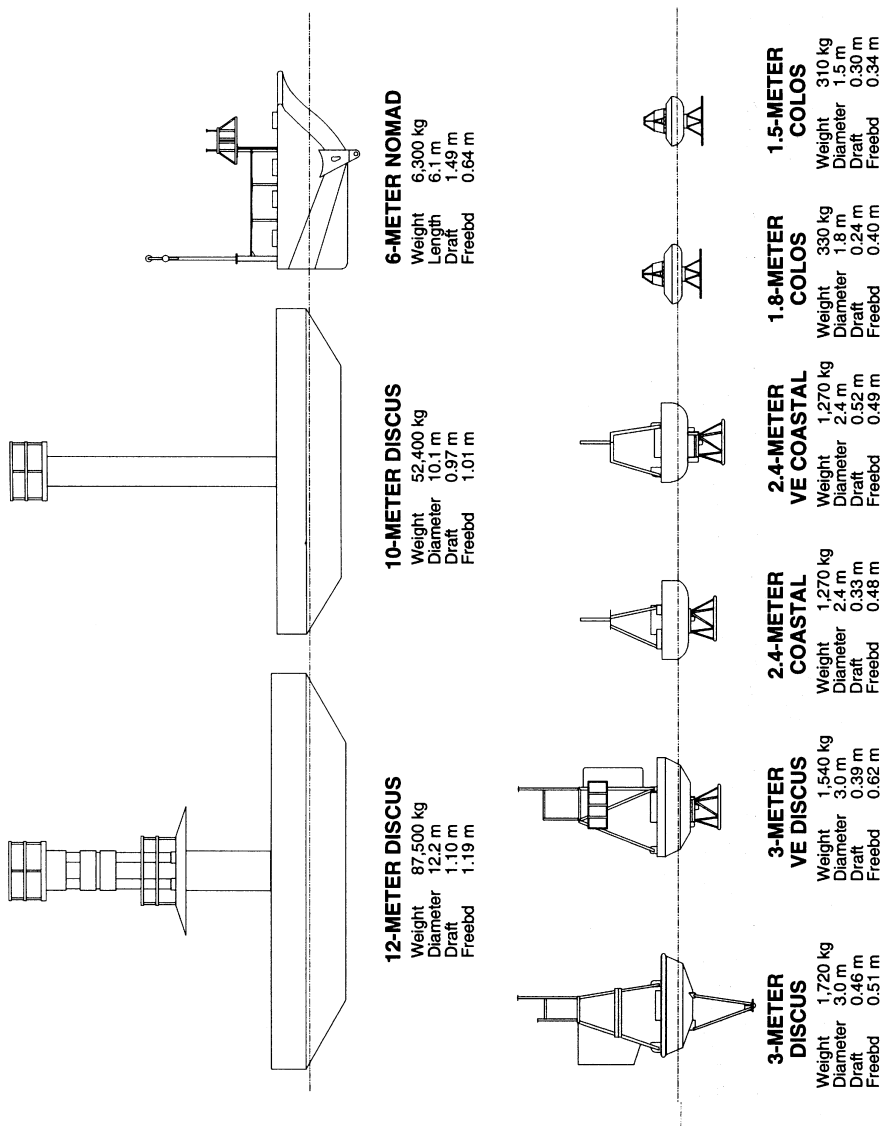 12-METER DISCUS
Weight 87,500 kg
Diameter 12.2 m
Draft 1.10 m
Freebd 1.19 m
10-METER DISCUS
Weight 52,400 kg
Diameter 10.1 m
Draft 0.97 m
Freebd 1.01 m
6-METER NOMAD
Weight 6,300 kg
Length 6.1 m
Draft 1.49 m
Freebd 0.64 m
3-METER
DISCUS
Weight 1,720 kg
Diameter 3.0 m
Draft 0.46 m
Freebd 0.51 m
3-METER
VE DISCUS
Weight 1,540 kg
Diameter 3.0 m
Draft 0.39 m
Freebd 0.62 m
2.4-METER
COASTAL
Weight 1,270 kg
Diameter 2.4 m
Draft 0.33 m
Freebd 0.48 m
2.4-METER
VE COASTAL
Weight 1,270 kg
Diameter 2.4 m
Draft 0.52 m
Freebd 0.49 m
1.8-METER
COLOS
Weight 330 kg
Diameter 1.8 m
Draft 0.24 m
Freebd 0.40 m
1.5-METER
COLOS
Weight 310 kg
Diameter 1.5 m
Draft 0.30 m
Freebd 0.34 m